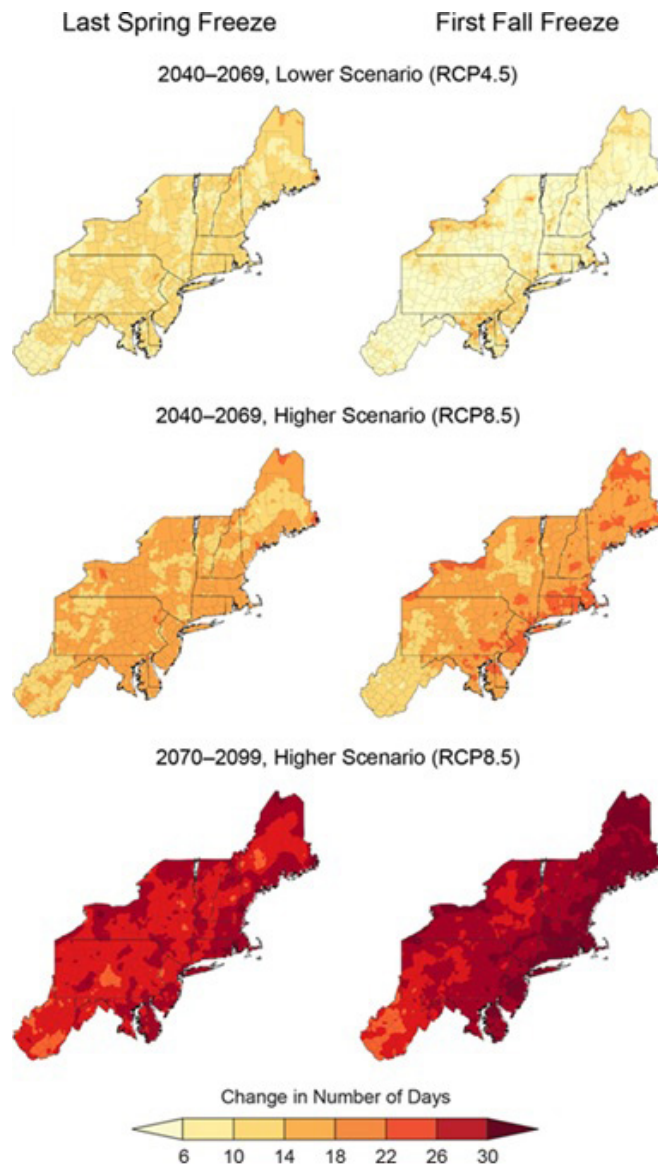 Last Spring Freeze
First Fall Freeze
2040–2069, Lower Scenario (RCP4.5)
2040–2069, Higher Scenario (RCP8.5)
2070–2099, Higher Scenario (RCP8.5)
Change in Number of Days
6 10 14 18 22 26 30